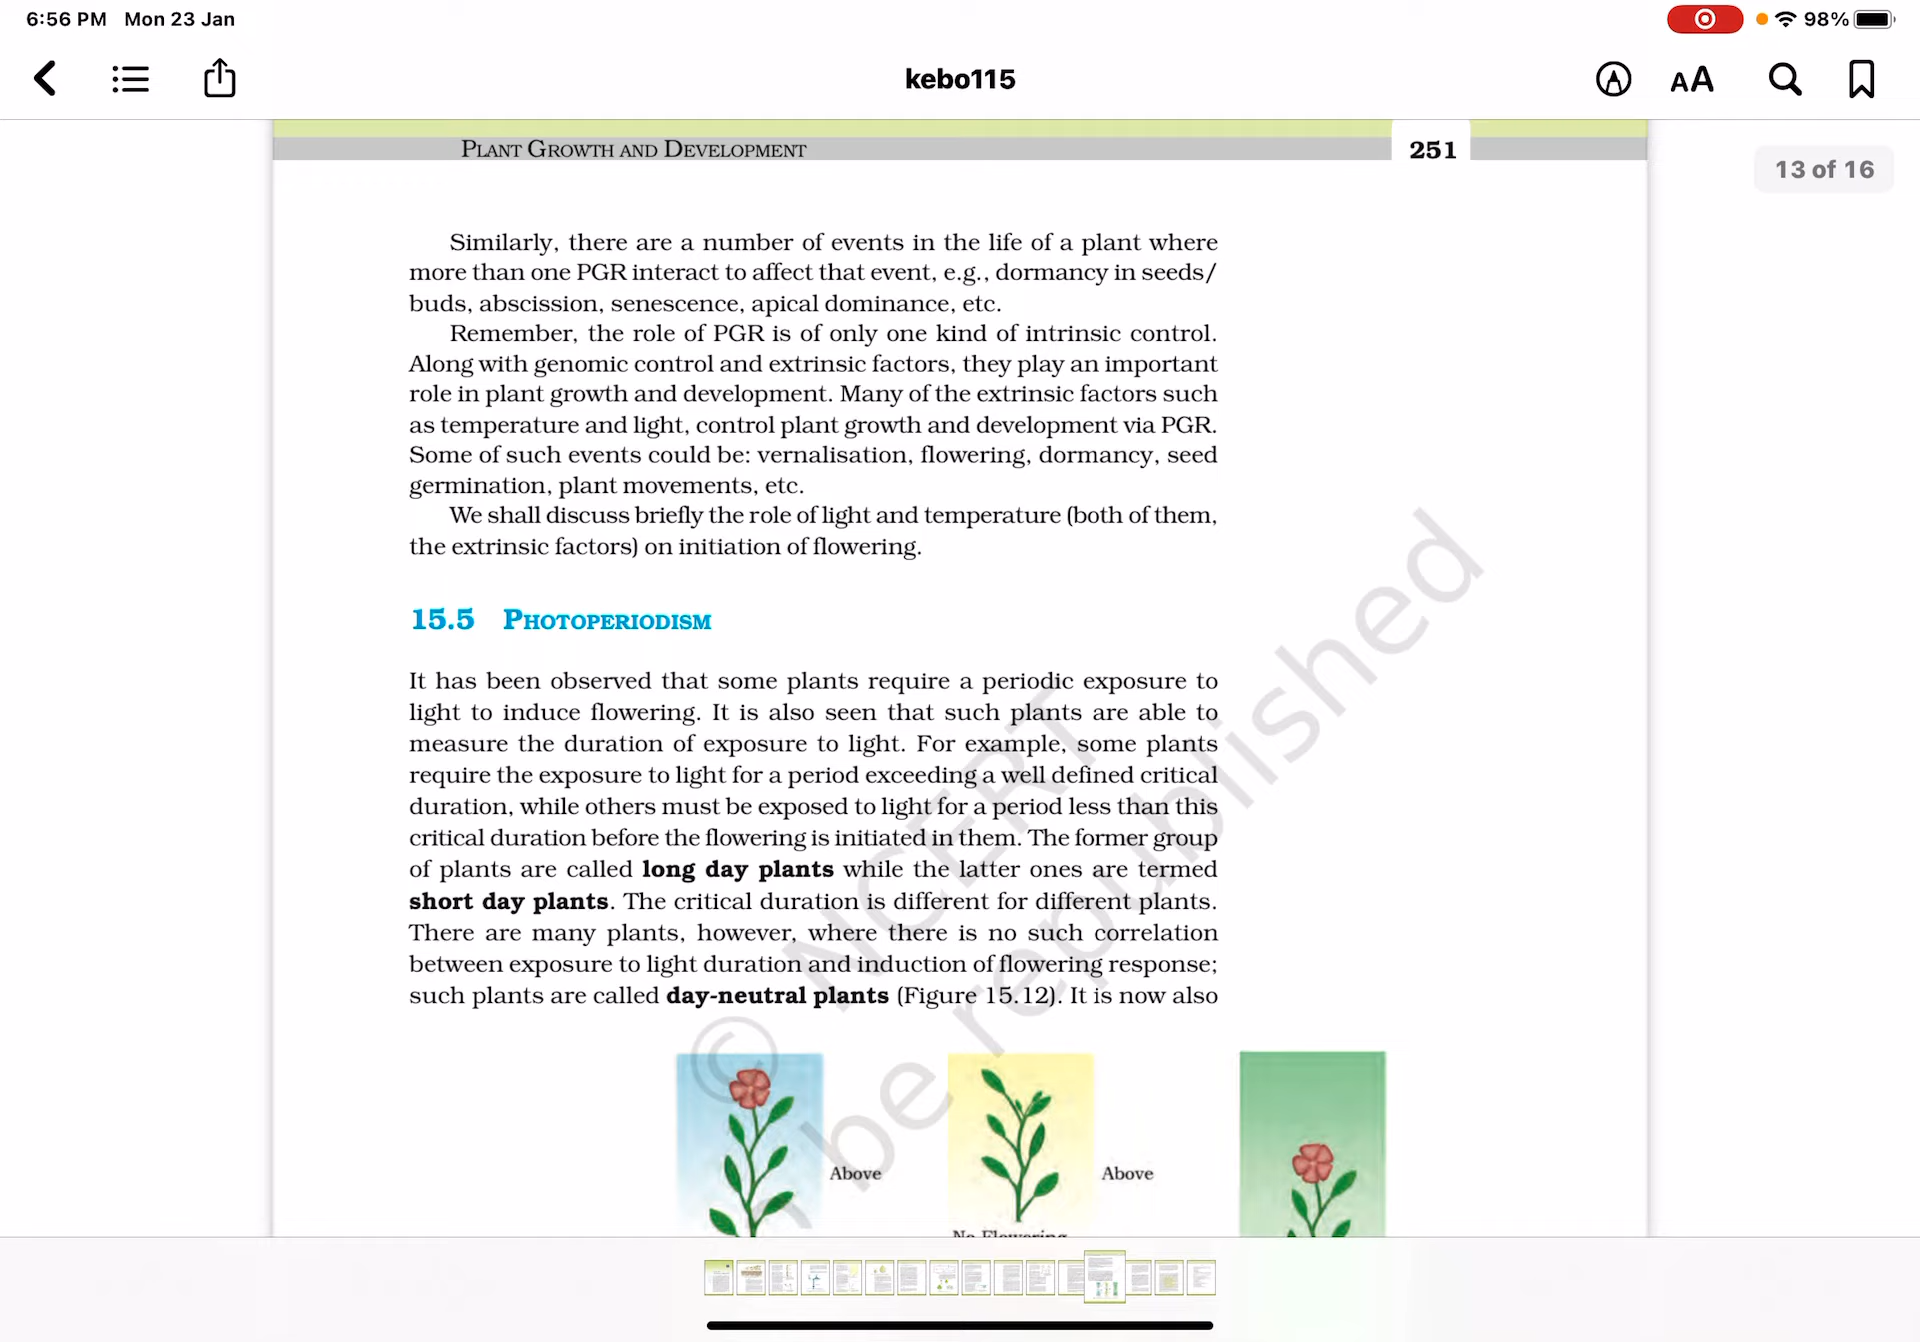 6:56 PM Mon 23 Jan
98%
kebo115
AA
PLANT GROWTH AND DEVELOPMENT
251
13 of 16
Similarly, there are a number of events in the life of a plant where
more than one PGR interact to affect that event, e.g., dormancy in seeds/
buds, abscission, senescence, apical dominance, etc.
Remember, the role of PGR is of only one kind of intrinsic control.
Along with genomic control and extrinsic factors, they play an important
role in plant growth and development. Many of the extrinsic factors such
as temperature and light, control plant growth and development via PGR.
Some of such events could be: vernalisation, flowering, dormancy, seed
germination, plant movements, etc.
We shall discuss briefly the role of light and temperature (both of them,
the extrinsic factors) on initiation of flowering.
15.5 PHOTOPERIODISM
It has been observed that some plants require a periodic exposure to
light to induce flowering. It is also seen that such plants are able to
measure the duration of exposure to light. For example, some plants
require the exposure to light for a period exceeding a well defined critical
duration, while others must be exposed to light for a period less than this
critical duration before the flowering is initiated in them. The former group
of plants are called long day plants while the latter ones are termed
short day plants. The critical duration is different for different plants.
There are many plants, however, where there is no such correlation
between exposure to light duration and induction of flowering response;
such plants are called day-neutral plants (Figure 15.12). It is now also
Above
Above
No Flowering
© NCERT
be republished